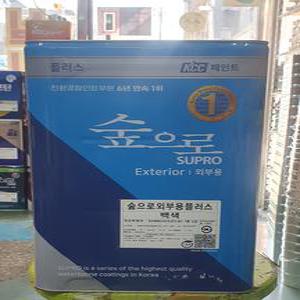 플러스
KCC 페인트
친환경페인트부문 6년 연속 1위
1
숲으로
SUPRO
Exterior : 외부용
숲으로외부용플러스
백색
SUPRO is a series of the highest quality
waterborne coatings in Korea